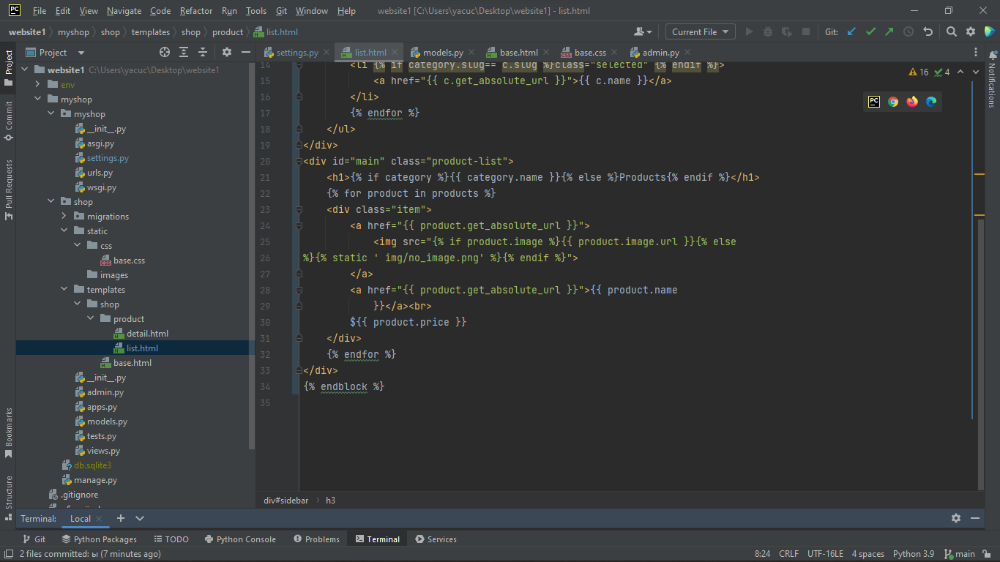 PC File Edit View Navigate Code Refactor Run Tools Git Window Help website1 [C:\Users\yacuc\Desktop\website1] - list.html
website1 myshop shop templates shop product list.html Current File Git:
Project settings.py list.html models.py base.html base.css admin.py
website1 C:\Users\yacuc\Desktop\website1
env
myshop
myshop
__init__.py
asgi.py
settings.py
urls.py
wsgi.py
shop
migrations
static
css
base.css
images
templates
shop
product
detail.html
list.html
base.html
__init__.py
admin.py
apps.py
models.py
tests.py
views.py
db.sqlite3
manage.py
.gitignore
Project
Commit
Pull Requests
Bookmarks
Structure
14 <li {% if category.slug== c.slug %}class="selected" {% endif %}>
15 <a href="{{ c.get_absolute_url }}">{{ c.name }}</a>
16 </li>
17 {% endfor %}
18 </ul>
19 </div>
20 <div id="main" class="product-list">
21 <h1>{% if category %}{{ category.name }}{% else %}Products{% endif %}</h1>
22 {% for product in products %}
23 <div class="item">
24 <a href="{{ product.get_absolute_url }}">
25 <img src="{% if product.image %}{{ product.image.url }}{% else
26 %}{% static ' img/no_image.png' %}{% endif %}">
27 </a>
28 <a href="{{ product.get_absolute_url }}">{{ product.name
29 }}</a><br>
30 ${{ product.price }}
31 </div>
32 {% endfor %}
33 </div>
34 {% endblock %}
35
16 4
PC
Notifications
div#sidebar h3
Terminal: Local
Git Python Packages TODO Python Console Problems Terminal Services
2 files committed: ы (7 minutes ago) 8:24 CRLF UTF-16LE 4 spaces Python 3.9 main